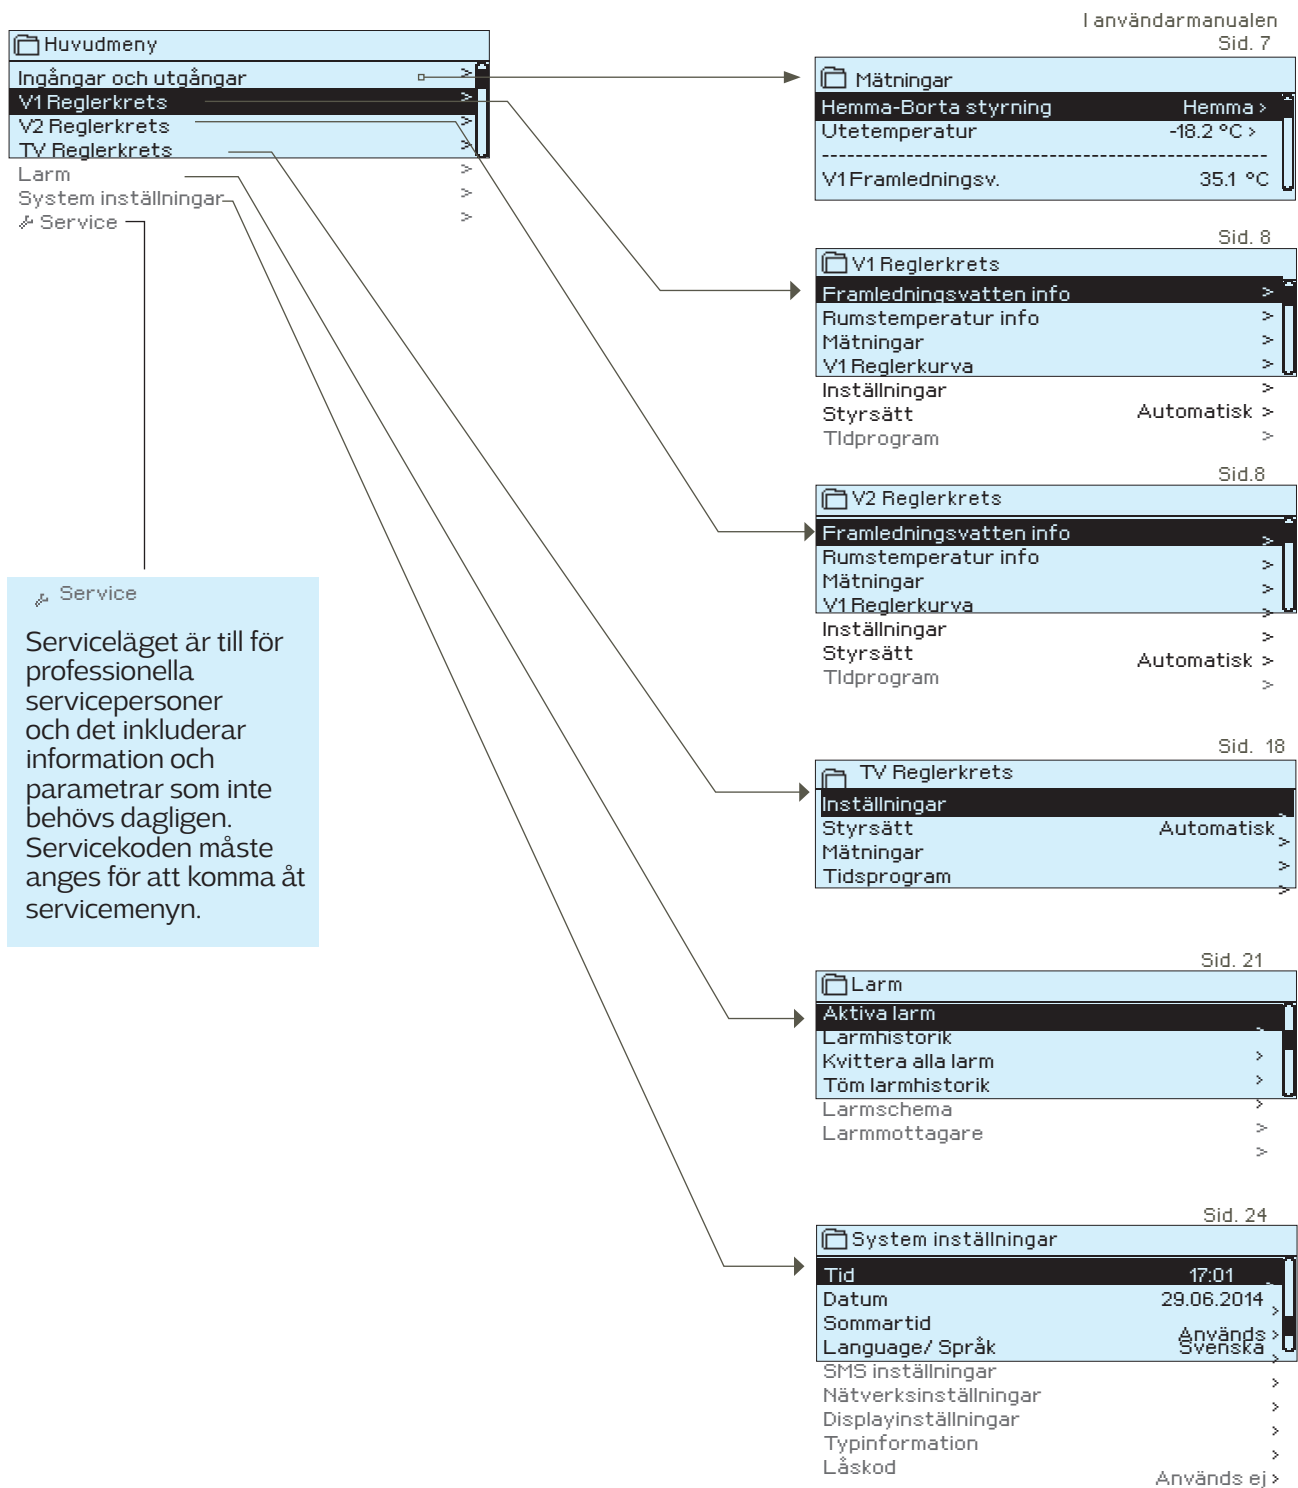 Huvudmeny
Ingångar och utgångar >
V1 Reglerkrets >
V2 Reglerkrets >
TV Reglerkrets >
Larm >
System inställningar >
Service >
Service
Serviceläget är till för
professionella
servicepersoner
och det inkluderar
information och
parametrar som inte
behövs dagligen.
Servicekoden måste
anges för att komma åt
servicemenyn.
I användarmanualen
Sid. 7
Mätningar
Hemma-Borta styrning Hemma >
Utetemperatur -18.2 °C >
--------------------------------------------------
V1 Framledningsv. 35.1 °C
Sid. 8
V1 Reglerkrets
Framledningsvatten info >
Rumstemperatur info >
Mätningar >
V1 Reglerkurva >
Inställningar >
Styrsätt Automatisk >
TIdprogram >
Sid.8
V2 Reglerkrets
Framledningsvatten info >
Rumstemperatur info >
Mätningar >
V1 Reglerkurva >
Inställningar >
Styrsätt Automatisk >
TIdprogram >
Sid. 18
TV Reglerkrets
Inställningar >
Styrsätt Automatisk >
Mätningar >
Tidsprogram >
Sid. 21
Larm
Aktiva larm >
Larmhistorik >
Kvittera alla larm >
Töm larmhistorik >
Larmschema >
Larmmottagare >
Sid. 24
System inställningar
Tid 17:01 >
Datum 29.06.2014 >
Sommartid Används >
Language/ Språk Svenska >
SMS inställningar >
Nätverksinställningar >
Displayinställningar >
Typinformation >
Låskod Används ej >